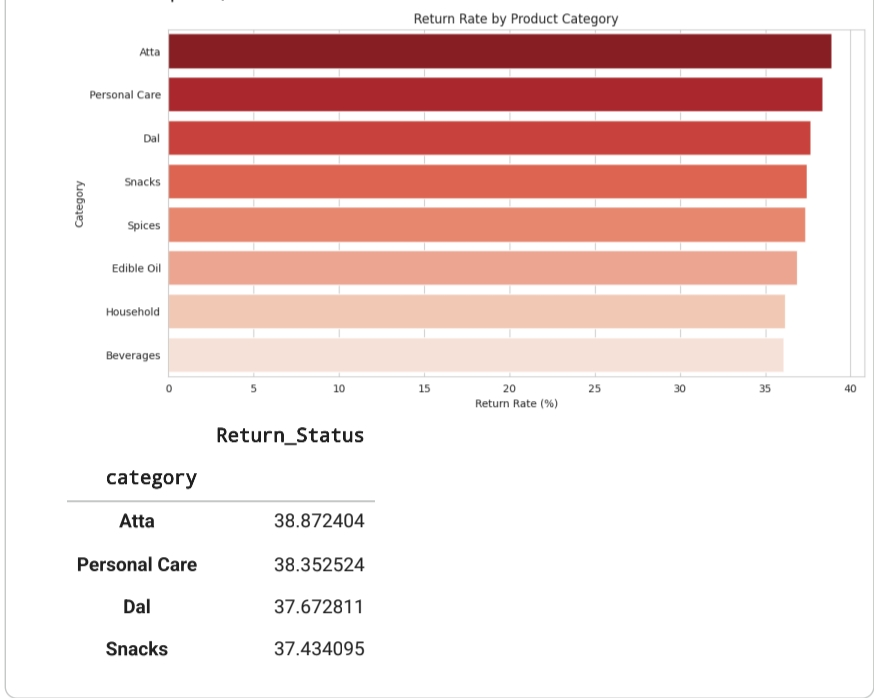 Return Rate by Product Category
Atta
Personal Care
Dal
Snacks
Spices
Edible Oil
Household
Beverages
Category
0 5 10 15 20 25 30 35 40
Return Rate (%)
Return_Status
category
Atta 38.872404
Personal Care 38.352524
Dal 37.672811
Snacks 37.434095